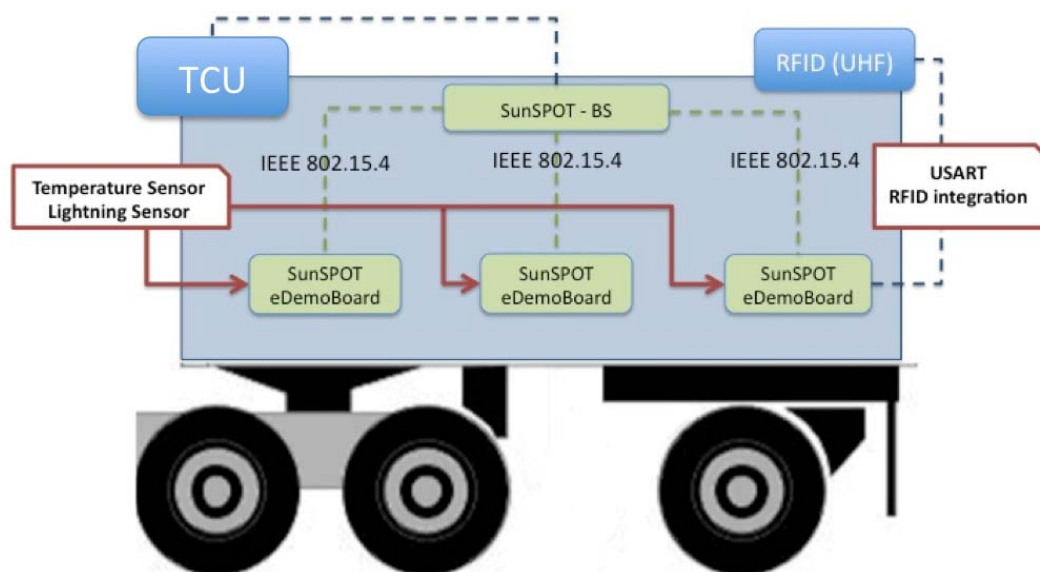 TCU
RFID (UHF)
SunSPOT - BS
IEEE 802.15.4
IEEE 802.15.4
IEEE 802.15.4
Temperature Sensor
Lightning Sensor
USART
RFID integration
SunSPOT
eDemoBoard
SunSPOT
eDemoBoard
SunSPOT
eDemoBoard